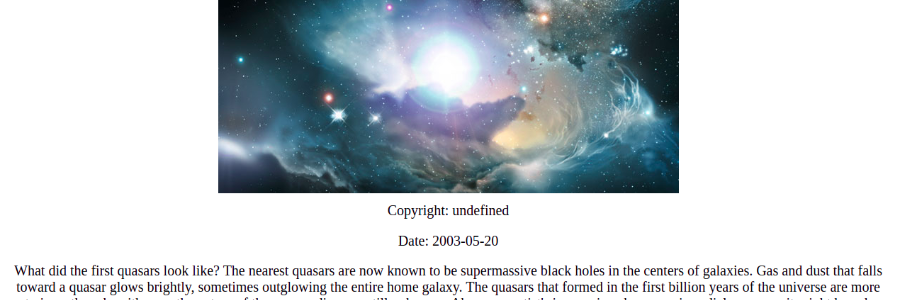 Copyright: undefined
Date: 2003-05-20
What did the first quasars look like? The nearest quasars are now known to be supermassive black holes in the centers of galaxies. Gas and dust that falls
toward a quasar glows brightly, sometimes outglowing the entire home galaxy. The quasars that formed in the first billion years of the universe are more